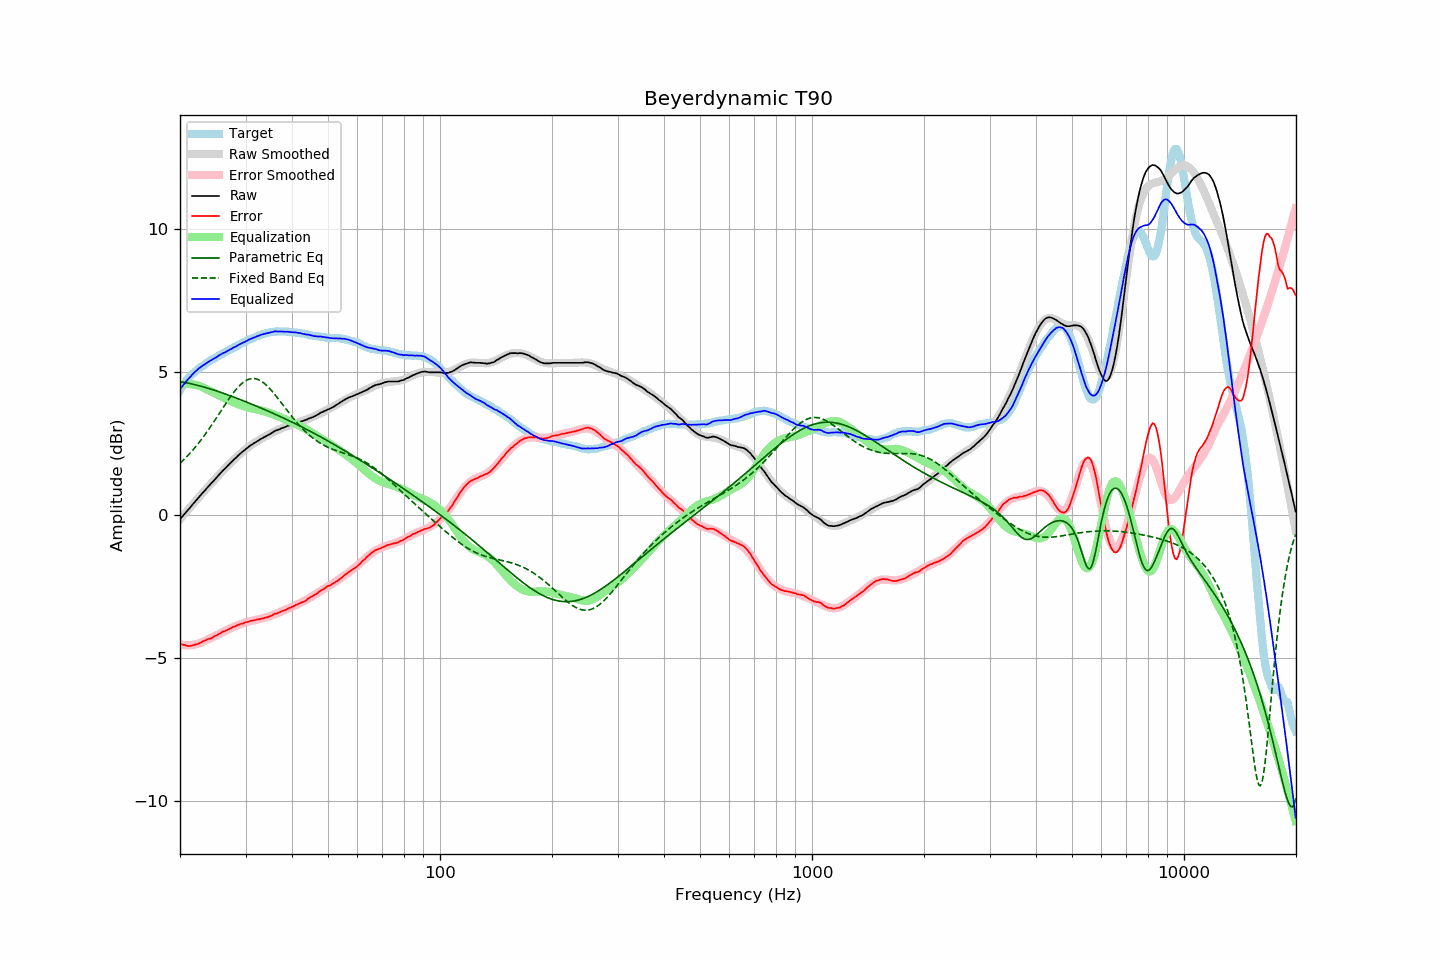 Beyerdynamic T90
Target
Raw Smoothed
Error Smoothed
Raw
Error
Equalization
Parametric Eq
Fixed Band Eq
Equalized
10
5
0
−5
−10
Amplitude (dBr)
100
1000
10000
Frequency (Hz)